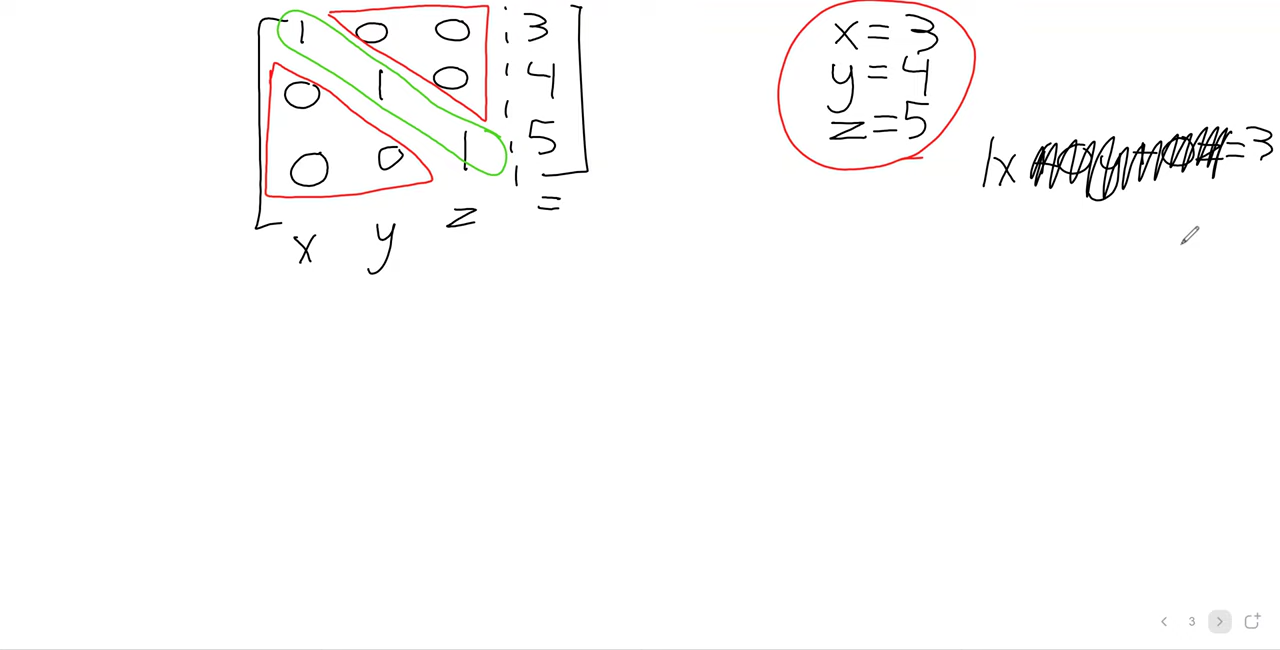 1 0 0 ¦ 3
0 1 0 ¦ 4
0 0 1 ¦ 5
x y z =
x = 3
y = 4
z = 5
1x = 3
3